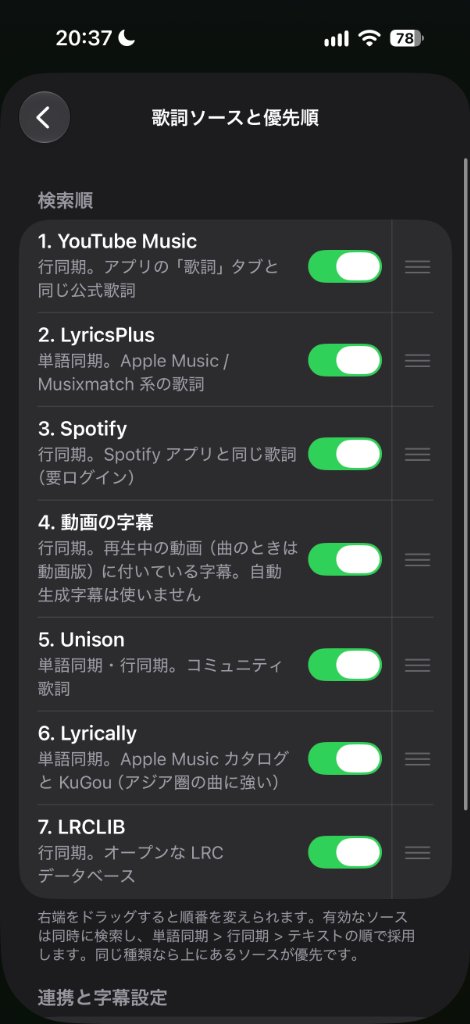 20:37
78
歌詞ソースと優先順
検索順
1. YouTube Music
行同期。アプリの「歌詞」タブと
同じ公式歌詞
2. LyricsPlus
単語同期。Apple Music /
Musixmatch 系の歌詞
3. Spotify
行同期。Spotify アプリと同じ歌詞
（要ログイン）
4. 動画の字幕
行同期。再生中の動画（曲のときは
動画版）に付いている字幕。自動
生成字幕は使いません
5. Unison
単語同期・行同期。コミュニティ
歌詞
6. Lyrically
単語同期。Apple Music カタログ
と KuGou（アジア圏の曲に強い）
7. LRCLIB
行同期。オープンな LRC
データベース
右端をドラッグすると順番を変えられます。有効なソース
は同時に検索し、単語同期 > 行同期 > テキストの順で採用
します。同じ種類なら上にあるソースが優先です。
連携と字幕設定